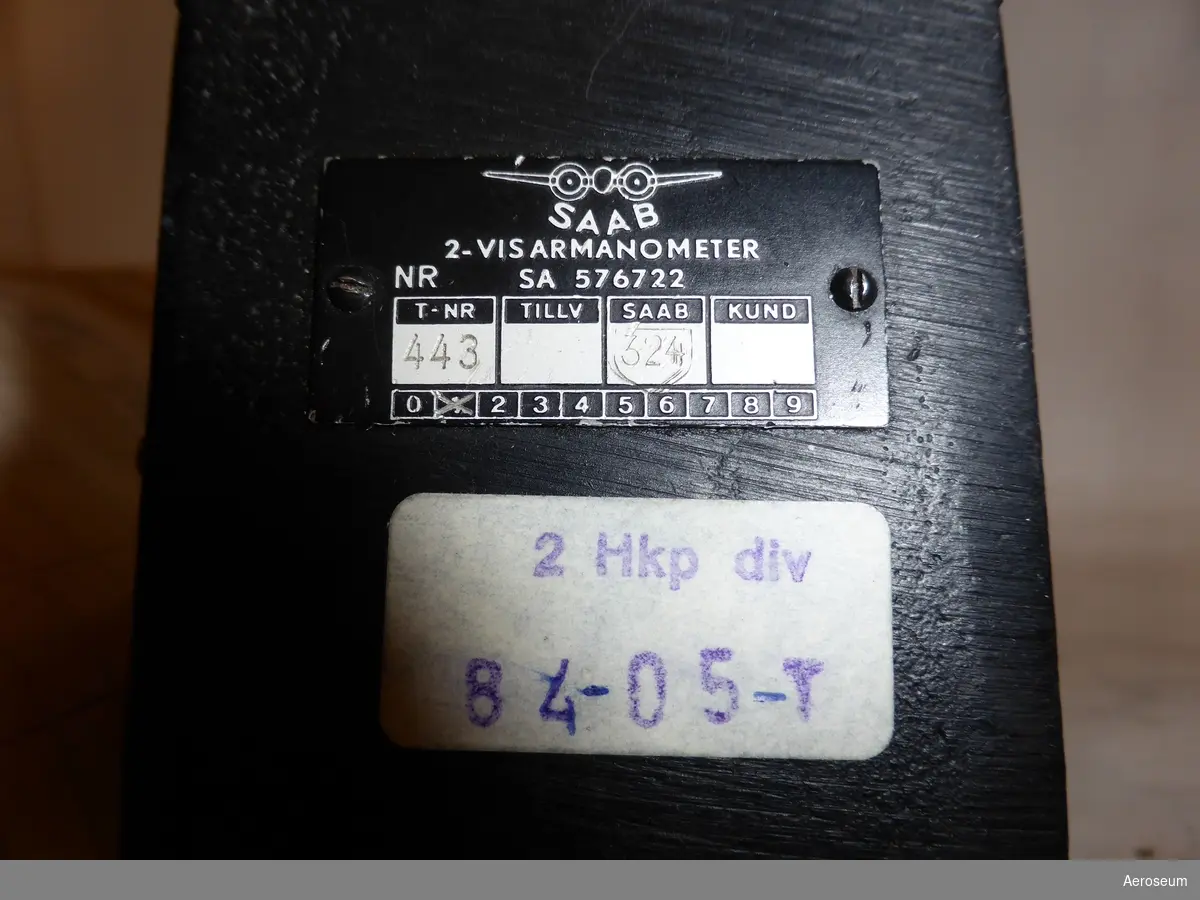 SAAB
2-VISARMANOMETER
NR SA 576722
T-NR TILLV SAAB KUND
443 324
0 1 2 3 4 5 6 7 8 9
2 Hkp div
84-05-T
Aeroseum